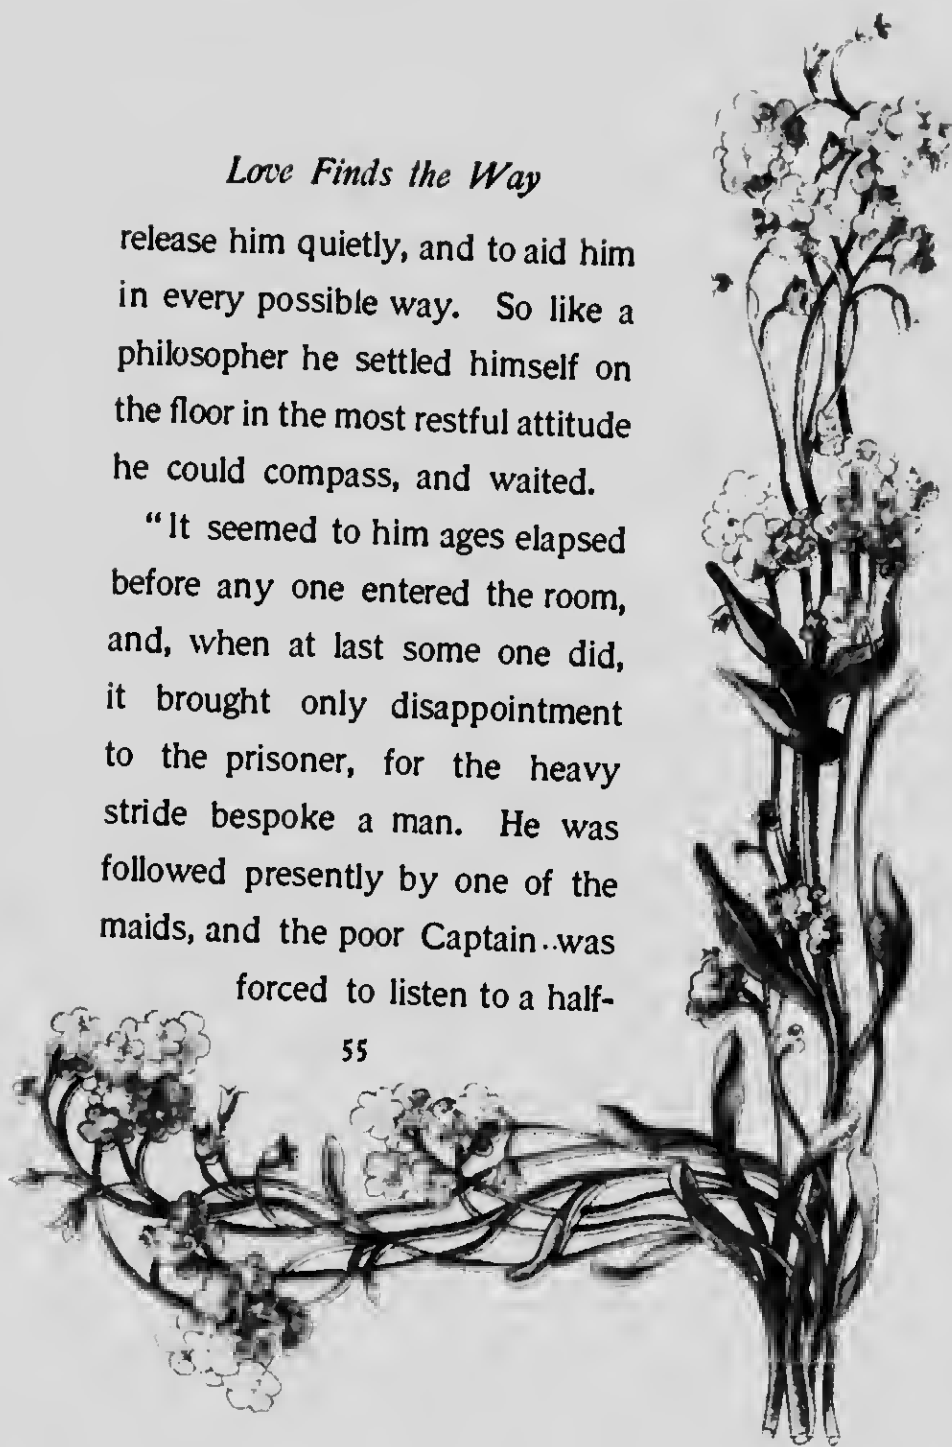 Love Finds the Way
release him quietly, and to aid him
in every possible way. So like a
philosopher he settled himself on
the floor in the most restful attitude
he could compass, and waited.
"It seemed to him ages elapsed
before any one entered the room,
and, when at last some one did,
it brought only disappointment
to the prisoner, for the heavy
stride bespoke a man. He was
followed presently by one of the
maids, and the poor Captain..was
forced to listen to a half-
55